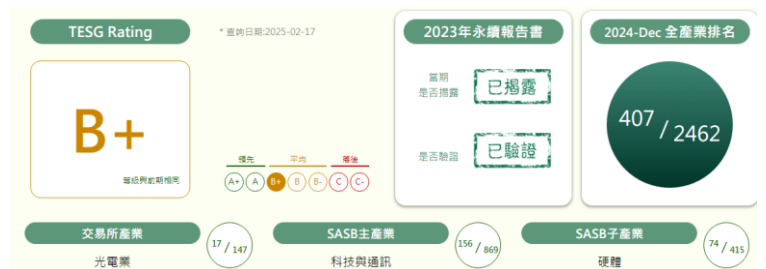 TESG Rating
* 查詢日期:2025-02-17
B+
等級與前期相同
領先 平均 落後
A+ A B+ B B- C C-
2023年永續報告書
當期
是否揭露
已揭露
是否驗證
已驗證
2024-Dec 全產業排名
407 / 2462
交易所產業
光電業
17 / 147
SASB主產業
科技與通訊
156 / 869
SASB子產業
硬體
74 / 415